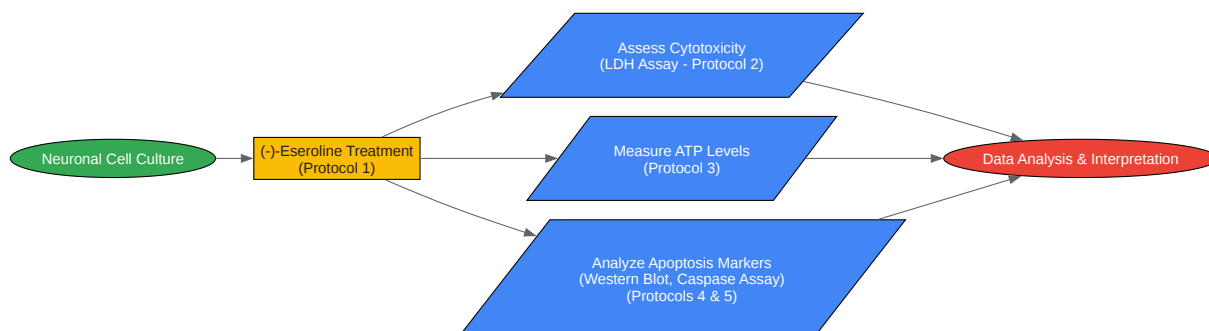 Neuronal Cell Culture
(-)-Eseroline Treatment
(Protocol 1)
Assess Cytotoxicity
(LDH Assay - Protocol 2)
Measure ATP Levels
(Protocol 3)
Analyze Apoptosis Markers
(Western Blot, Caspase Assay)
(Protocols 4 & 5)
Data Analysis & Interpretation